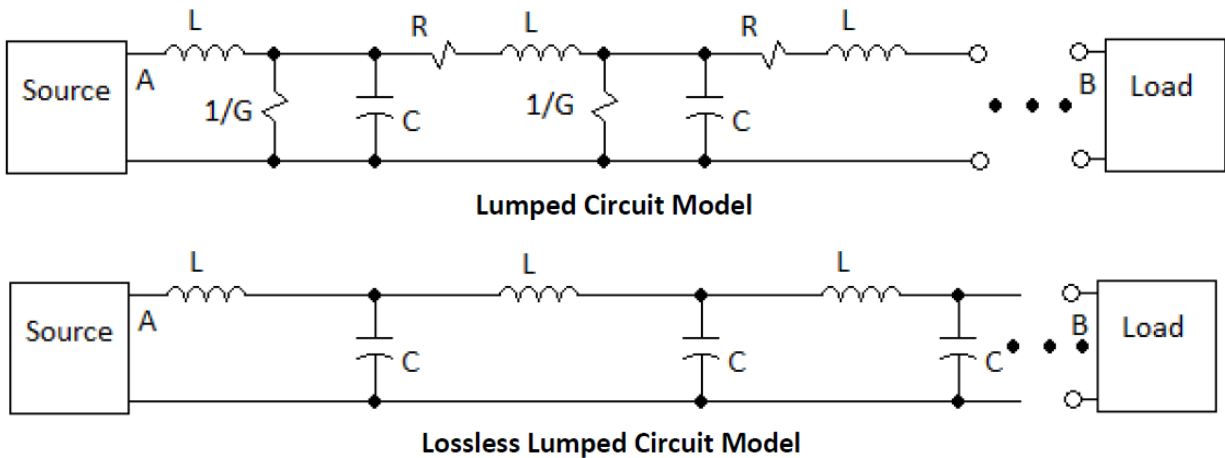 L R L R L
Source A 1/G C 1/G C B Load
Lumped Circuit Model
L L L
Source A C C C B Load
Lossless Lumped Circuit Model